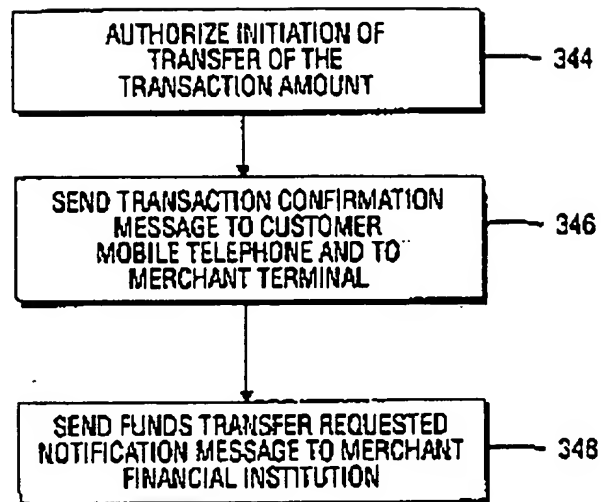 AUTHORIZE INITIATION OF
TRANSFER OF THE
TRANSACTION AMOUNT
344
SEND TRANSACTION CONFIRMATION
MESSAGE TO CUSTOMER
MOBILE TELEPHONE AND TO
MERCHANT TERMINAL
346
SEND FUNDS TRANSFER REQUESTED
NOTIFICATION MESSAGE TO MERCHANT
FINANCIAL INSTITUTION
348